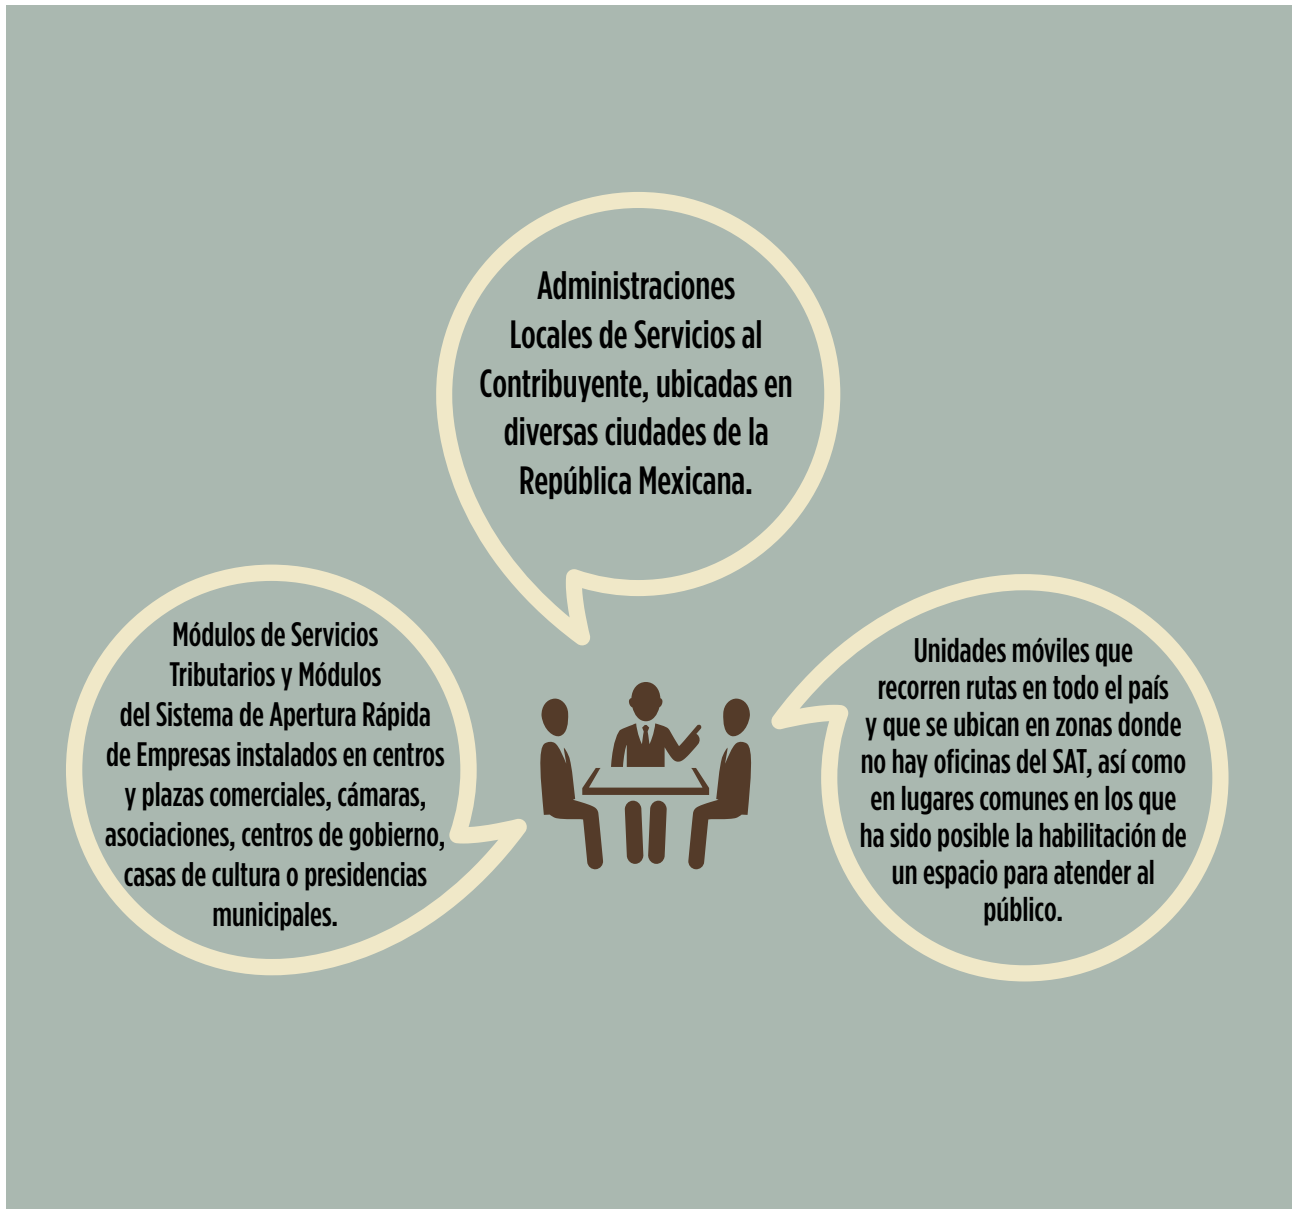 Administraciones
Locales de Servicios al
Contribuyente, ubicadas en
diversas ciudades de la
República Mexicana.
Módulos de Servicios
Tributarios y Módulos
del Sistema de Apertura Rápida
de Empresas instalados en centros
y plazas comerciales, cámaras,
asociaciones, centros de gobierno,
casas de cultura o presidencias
municipales.
Unidades móviles que
recorren rutas en todo el país
y que se ubican en zonas donde
no hay oficinas del SAT, así como
en lugares comunes en los que
ha sido posible la habilitación de
un espacio para atender al
público.